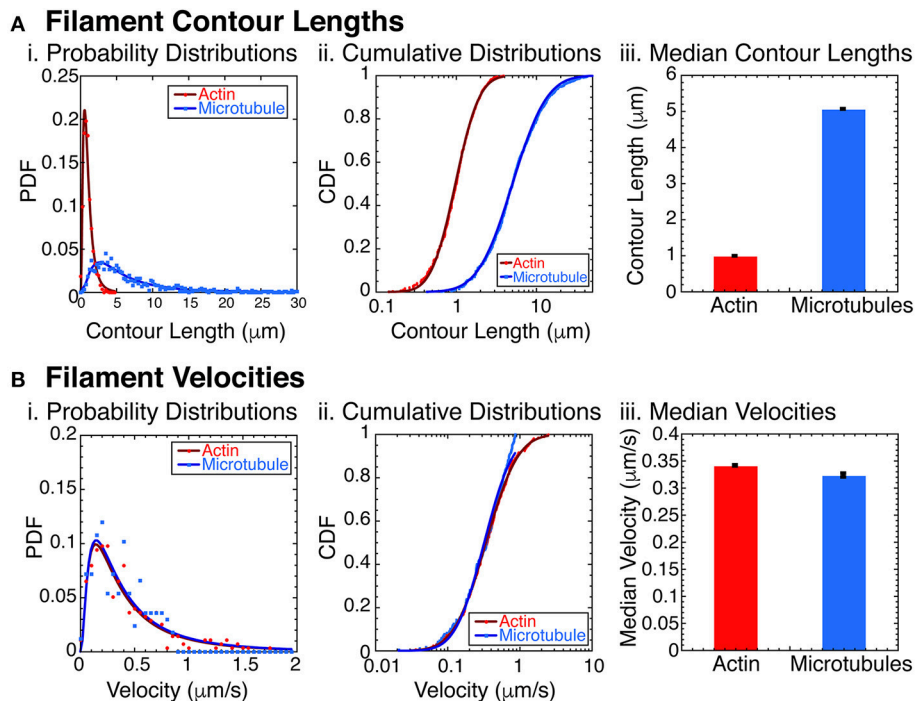 A Filament Contour Lengths
i. Probability Distributions
0.25
0.2
0.15
0.1
0.05
0
PDF
Actin
Microtubule
0 5 10 15 20 25 30
Contour Length (μm)
ii. Cumulative Distributions
1
0.8
0.6
0.4
0.2
0
CDF
Actin
Microtubule
0.1 1 10
Contour Length (μm)
iii. Median Contour Lengths
6
5
4
3
2
1
0
Contour Length (μm)
Actin Microtubules
B Filament Velocities
i. Probability Distributions
0.2
0.15
0.1
0.05
0
PDF
Actin
Microtubule
0 0.5 1 1.5 2
Velocity (μm/s)
ii. Cumulative Distributions
1
0.8
0.6
0.4
0.2
0
CDF
Actin
Microtubule
0.01 0.1 1 10
Velocity (μm/s)
iii. Median Velocities
0.4
0.35
0.3
0.25
0.2
0.15
0.1
0.05
0
Median Velocity (μm/s)
Actin Microtubules